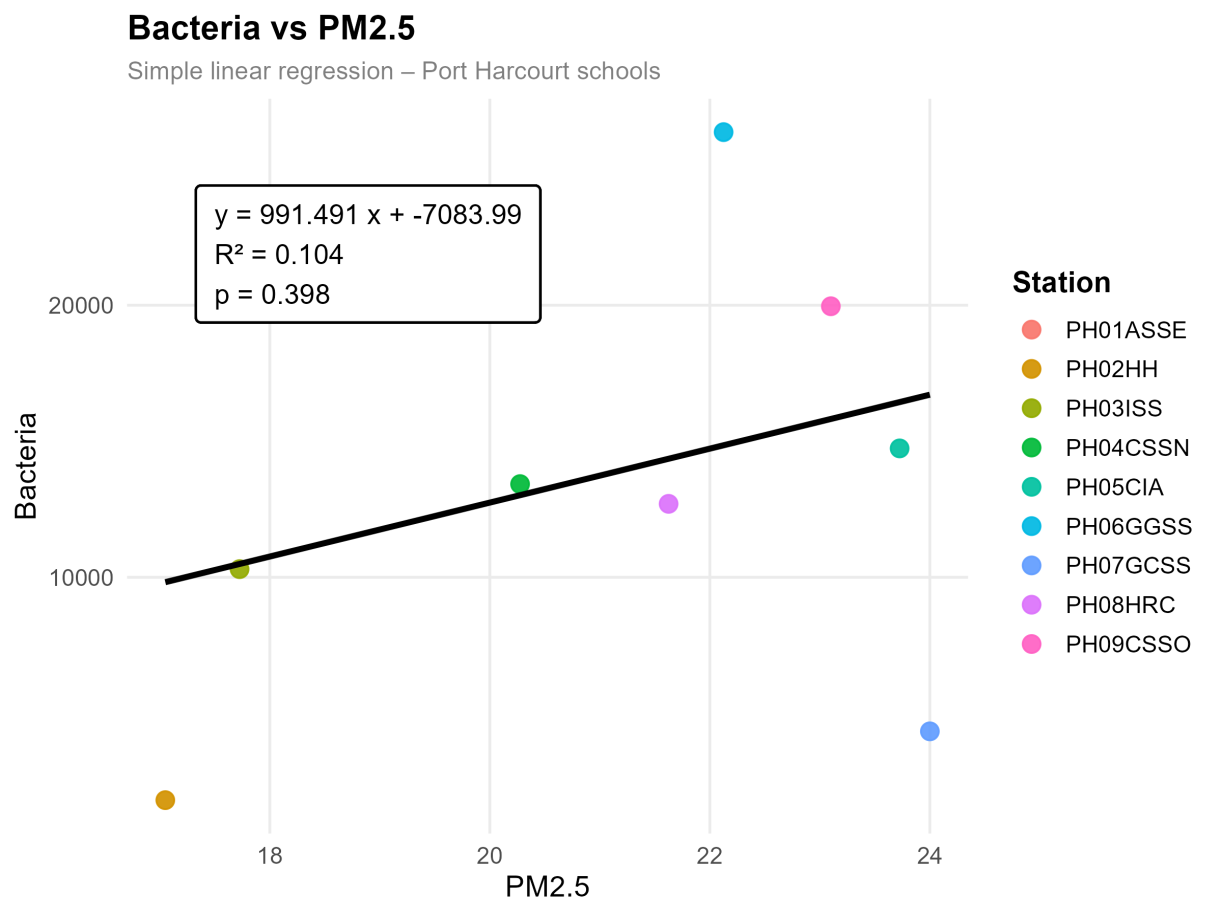 Bacteria vs PM2.5
Simple linear regression – Port Harcourt schools
y = 991.491 x + -7083.99
R² = 0.104
p = 0.398
20000
10000
Bacteria
18
20
22
24
PM2.5
Station
PH01ASSE
PH02HH
PH03ISS
PH04CSSN
PH05CIA
PH06GGSS
PH07GCSS
PH08HRC
PH09CSSO